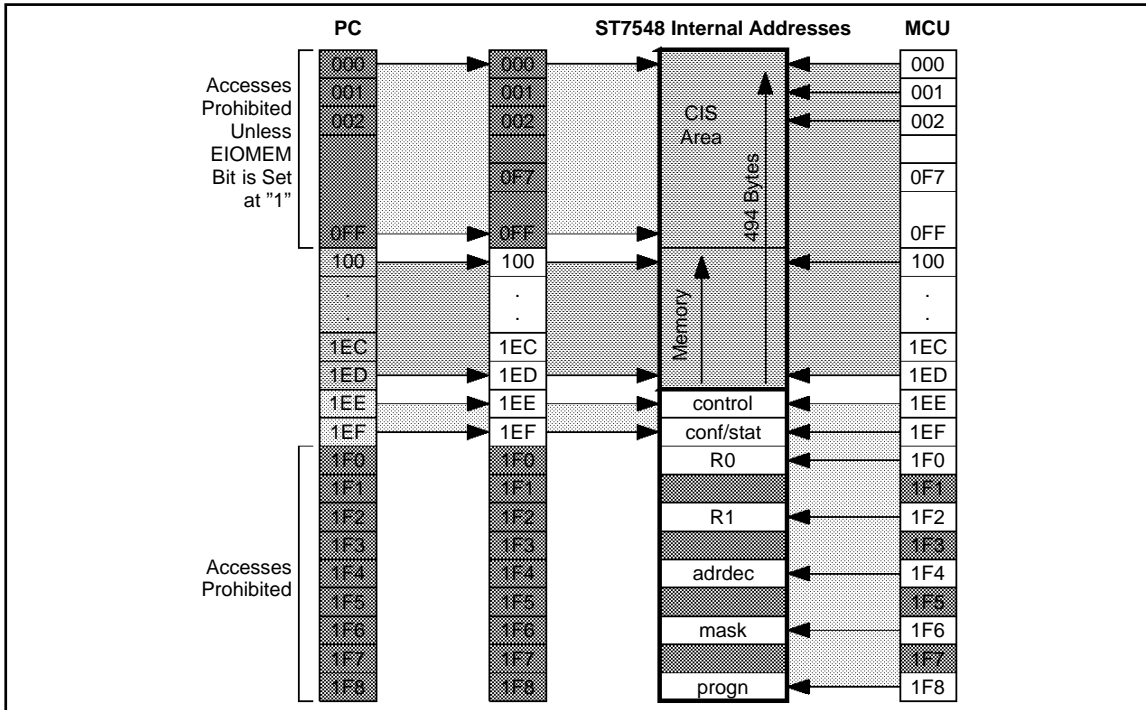 PC ST7548 Internal Addresses MCU
Accesses
Prohibited
Unless
EIOMEM
Bit is Set
at ”1”
000 000 000
001 001 001
002 002 CIS 002
Area
0F7 0F7
494 Bytes
0FF 0FF 0FF
100 100 100
. . .
. . .
Memory
1EC 1EC 1EC
1ED 1ED 1ED
1EE 1EE control 1EE
1EF 1EF conf/stat 1EF
Accesses
Prohibited
1F0 1F0 R0 1F0
1F1 1F1 1F1
1F2 1F2 R1 1F2
1F3 1F3 1F3
1F4 1F4 adrdec 1F4
1F5 1F5 1F5
1F6 1F6 mask 1F6
1F7 1F7 1F7
1F8 1F8 progn 1F8